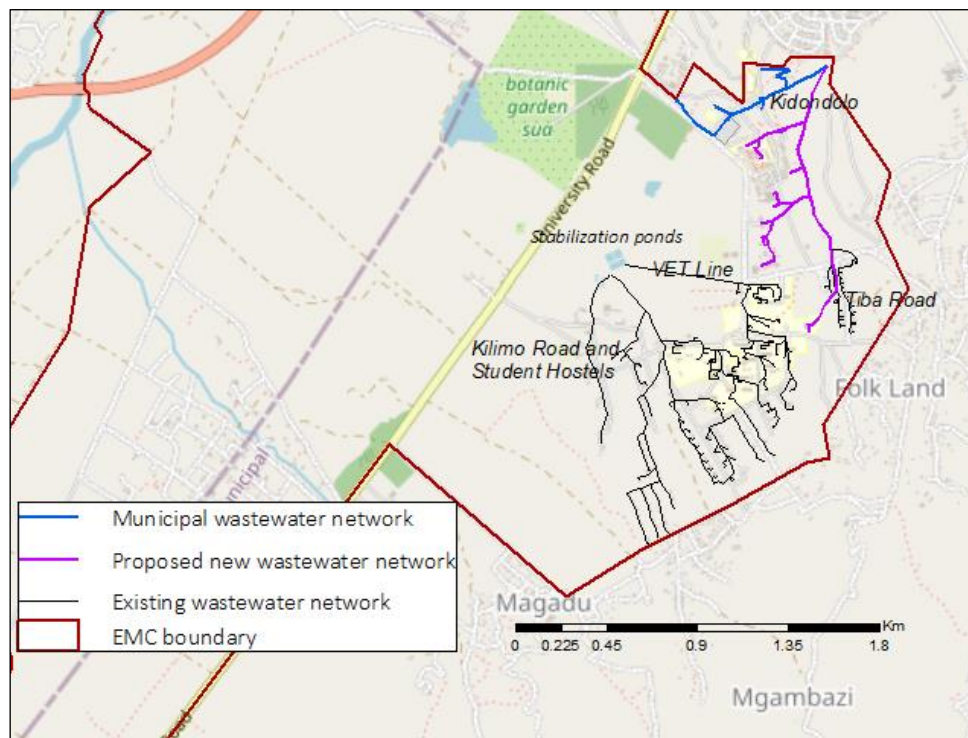 botanic
garden
sua
Kidondolo
University Road
Stabilization ponds
VET Line
Tiba Road
Kilimo Road and
Student Hostels
Folk Land
Municipal wastewater network
Proposed new wastewater network
Existing wastewater network
EMC boundary
Magadu
Km
0 0.225 0.45 0.9 1.35 1.8
Mgambazi